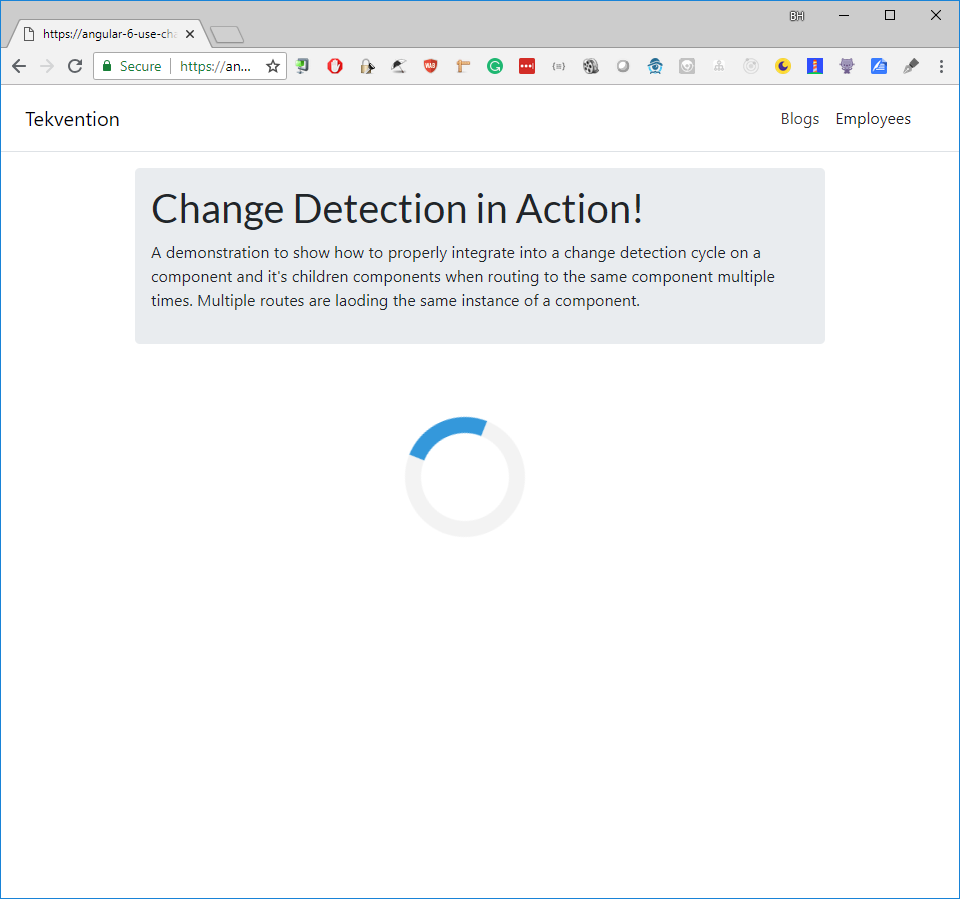 BH
https://angular-6-use-cha
Secure https://an...
Tekvention
Blogs Employees
Change Detection in Action!
A demonstration to show how to properly integrate into a change detection cycle on a
component and it's children components when routing to the same component multiple
times. Multiple routes are laoding the same instance of a component.